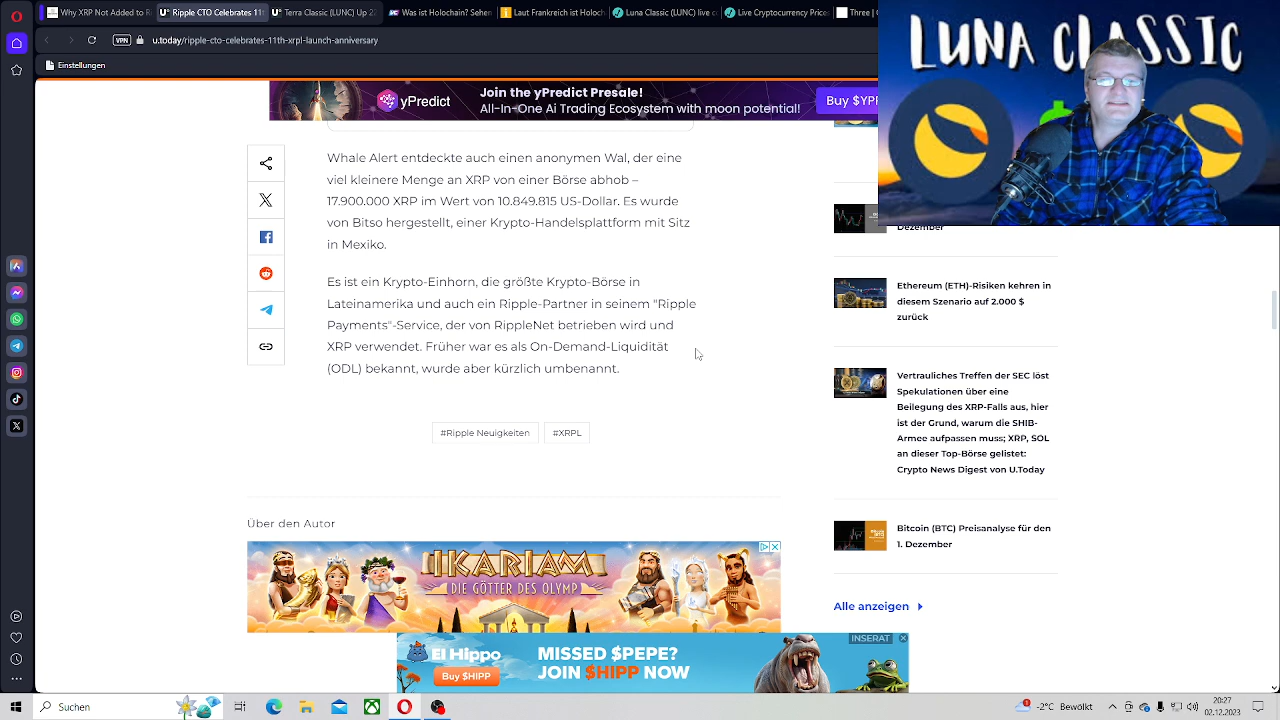 Why XRP Not Added to R
U° Ripple CTO Celebrates 11t
U° Terra Classic (LUNC) Up 22
Was ist Holochain? Sehen
Laut Frankfurt ist Holoch
Luna Classic (LUNC) live c
Live Cryptocurrency Price
Three
VPN
u.today/ripple-cto-celebrates-11th-xrpl-launch-anniversary
Einstellungen
LUNA CLASSIC
yPredict
Join the yPredict Presale!
All-In-One Ai Trading Ecosystem with moon potential!
Buy $YP
Whale Alert entdeckte auch einen anonymen Wal, der eine
viel kleinere Menge an XRP von einer Börse abhob –
17.900.000 XRP im Wert von 10.849.815 US-Dollar. Es wurde
von Bitso hergestellt, einer Krypto-Handelsplattform mit Sitz
in Mexiko.
Es ist ein Krypto-Einhorn, die größte Krypto-Börse in
Lateinamerika und auch ein Ripple-Partner in seinem "Ripple
Payments"-Service, der von RippleNet betrieben wird und
XRP verwendet. Früher war es als On-Demand-Liquidität
(ODL) bekannt, wurde aber kürzlich umbenannt.
#Ripple Neuigkeiten
#XRPL
Über den Autor
IKARIAM
DIE GÖTTER DES OLYMP
Dezember
Ethereum (ETH)-Risiken kehren in
diesem Szenario auf 2.000 $
zurück
Vertrauliches Treffen der SEC löst
Spekulationen über eine
Beilegung des XRP-Falls aus, hier
ist der Grund, warum die SHIB-
Armee aufpassen muss; XRP, SOL
an dieser Top-Börse gelistet:
Crypto News Digest von U.Today
Bitcoin (BTC) Preisanalyse für den
1. Dezember
Alle anzeigen
El Hippo
Buy $HIPP
MISSED $PEPE?
JOIN $HIPP NOW
INSERAT
Suchen
-2°C Bewölkt
20:27
02.12.2023